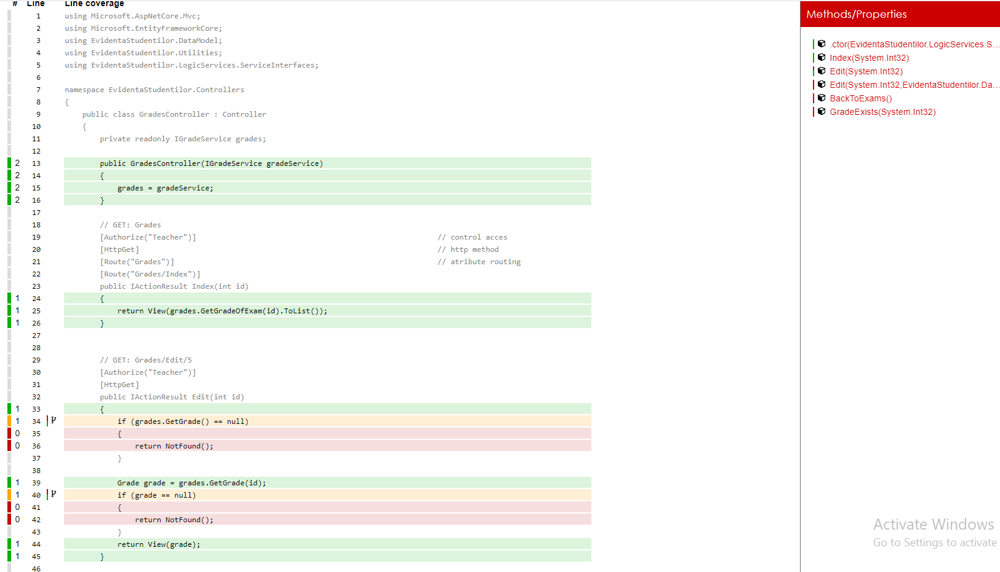 # Line Line coverage
1 using Microsoft.AspNetCore.Mvc;
2 using Microsoft.EntityFrameworkCore;
3 using EvidentaStudentilor.DataModel;
4 using EvidentaStudentilor.Utilities;
5 using EvidentaStudentilor.LogicServices.ServiceInterfaces;
6
7 namespace EvidentaStudentilor.Controllers
8 {
9 public class GradesController : Controller
10 {
11 private readonly IGradeService grades;
12
2 13 public GradesController(IGradeService gradeService)
2 14 {
2 15 grades = gradeService;
2 16 }
17
18 // GET: Grades
19 [Authorize("Teacher")] // control acces
20 [HttpGet] // http method
21 [Route("Grades")] // atribute routing
22 [Route("Grades/Index")]
23 public IActionResult Index(int id)
1 24 {
1 25 return View(grades.GetGradeOfExam(id).ToList());
1 26 }
27
28
29 // GET: Grades/Edit/5
30 [Authorize("Teacher")]
31 [HttpGet]
32 public IActionResult Edit(int id)
1 33 {
1 34 if (grades.GetGrade() == null)
0 35 {
0 36 return NotFound();
37 }
38
1 39 Grade grade = grades.GetGrade(id);
1 40 if (grade == null)
0 41 {
0 42 return NotFound();
43 }
1 44 return View(grade);
1 45 }
46
Methods/Properties
.ctor(EvidentaStudentilor.LogicServices.S...
Index(System.Int32)
Edit(System.Int32)
Edit(System.Int32,EvidentaStudentilor.Da...
BackToExams()
GradeExists(System.Int32)
Activate Windows
Go to Settings to activate